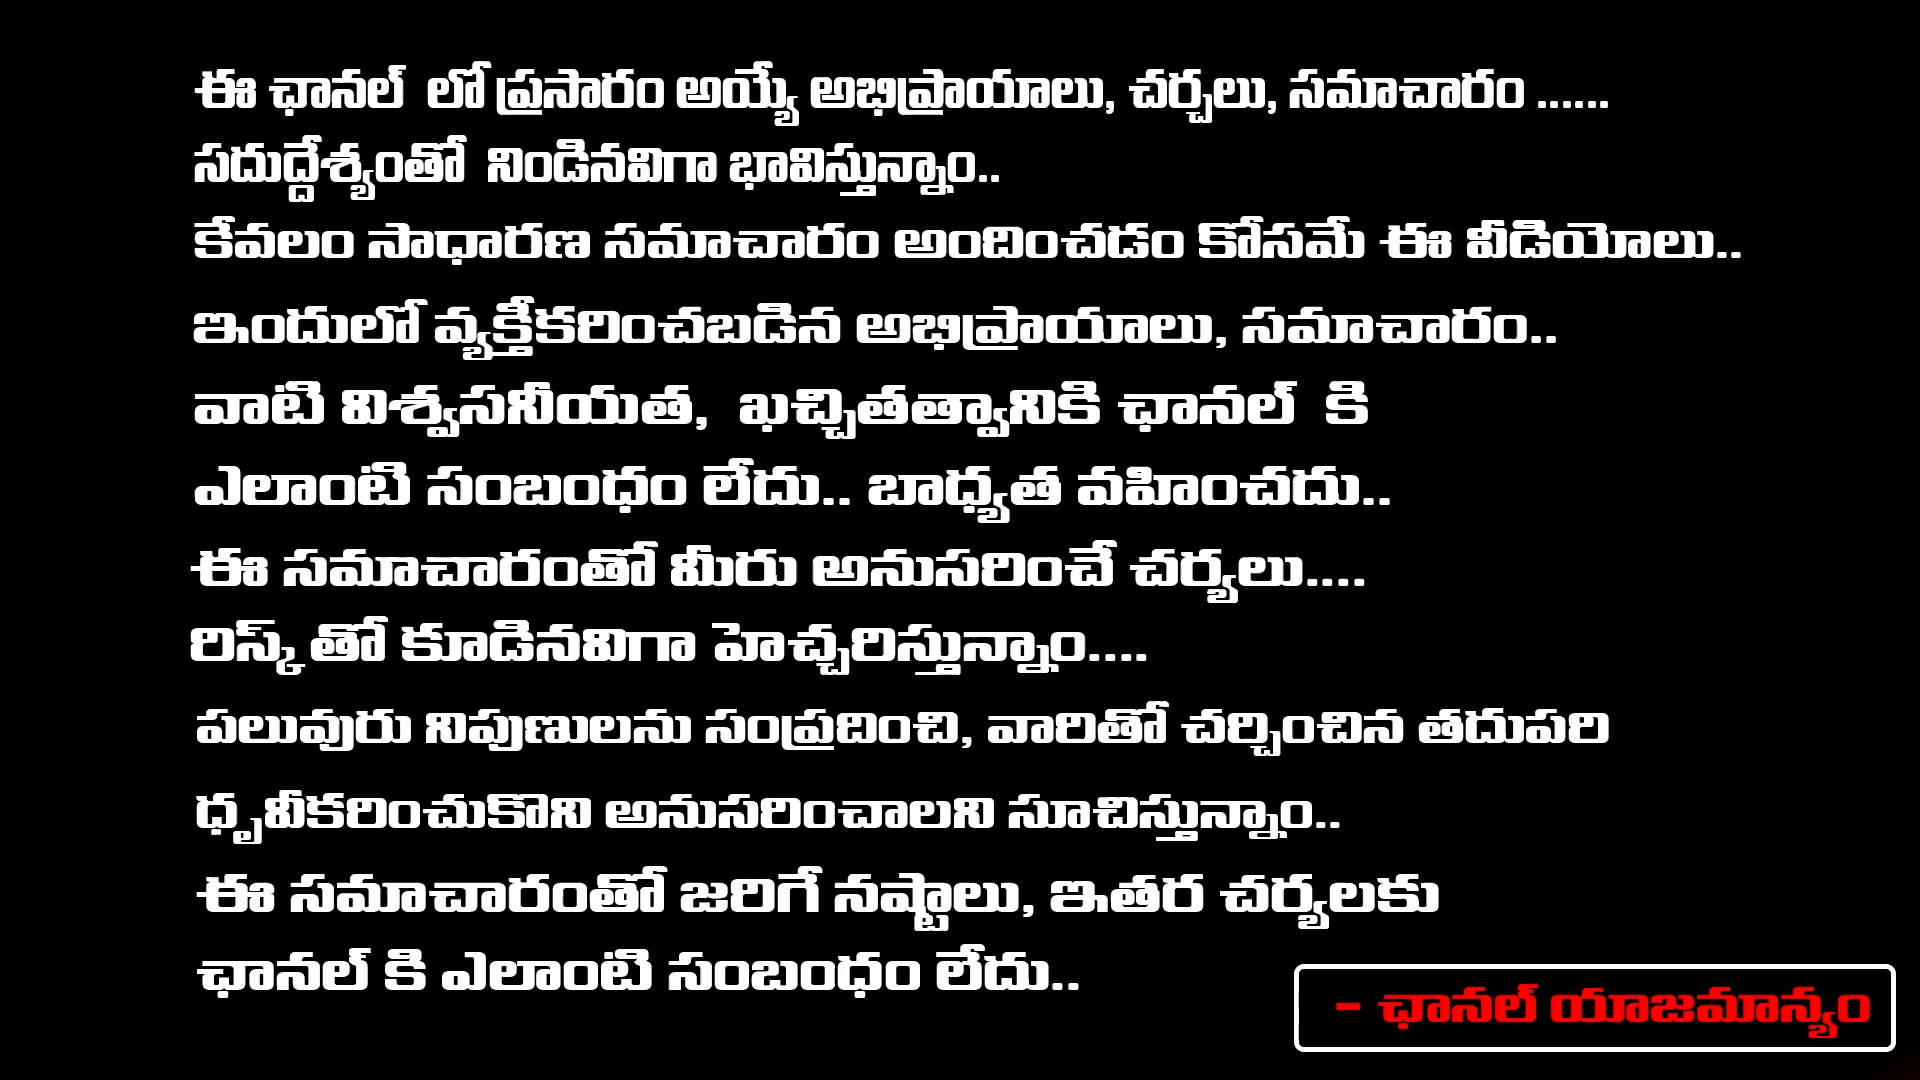 ఈ ఛానల్ లో ప్రసారం అయ్యే అభిప్రాయాలు, చర్చలు, సమాచారం ......
సదుద్దేశ్యంతో నిండినవిగా భావిస్తున్నాం..
కేవలం సాధారణ సమాచారం అందించడం కోసమే ఈ వీడియోలు..
ఇందులో వ్యక్తీకరించబడిన అభిప్రాయాలు, సమాచారం..
వాటి విశ్వసనీయత, ఖచ్చితత్వానికి ఛానల్ కి
ఎలాంటి సంబంధం లేదు.. బాధ్యత వహించదు..
ఈ సమాచారంతో మీరు అనుసరించే చర్యలు....
రిస్క్ తో కూడినవిగా హెచ్చరిస్తున్నాం....
పలువురు నిపుణులను సంప్రదించి, వారితో చర్చించిన తదుపరి
ధృవీకరించుకొని అనుసరించాలని సూచిస్తున్నాం..
ఈ సమాచారంతో జరిగే నష్టాలు, ఇతర చర్యలకు
ఛానల్ కి ఎలాంటి సంబంధం లేదు..
- ఛానల్ యాజమాన్యం